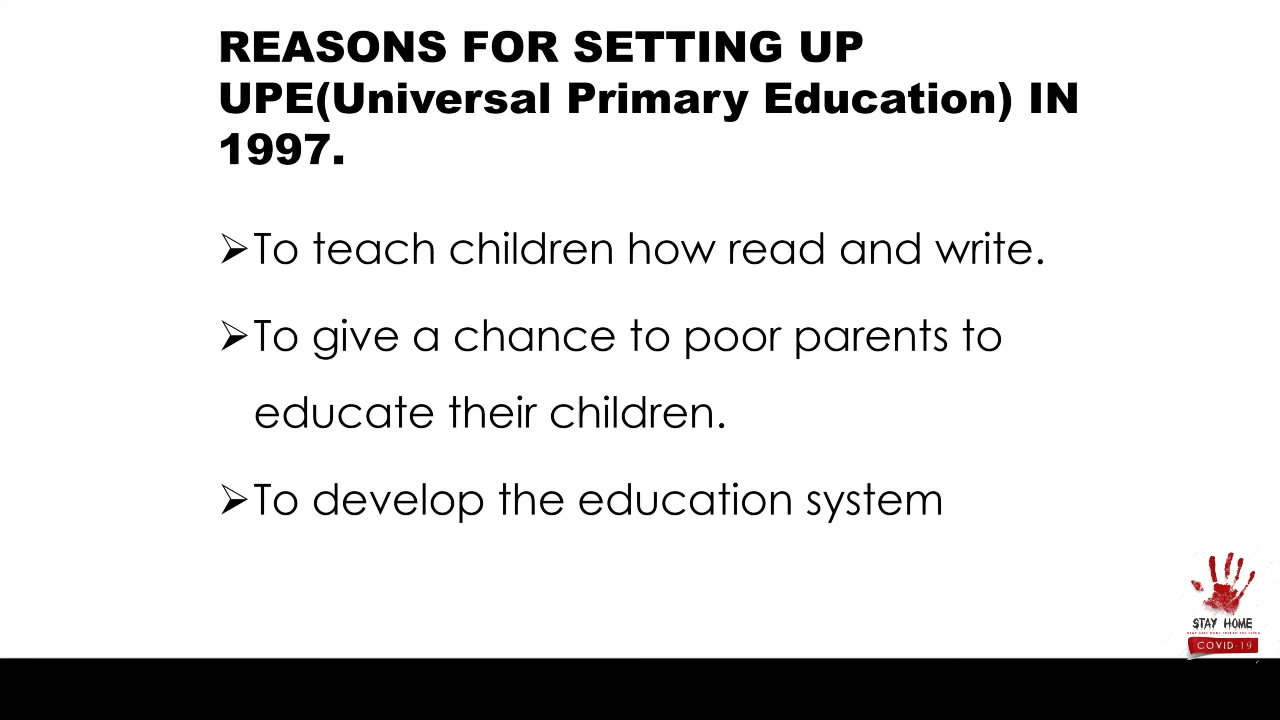 REASONS FOR SETTING UP
UPE(Universal Primary Education) IN
1997.
To teach children how read and write.
To give a chance to poor parents to
educate their children.
To develop the education system
STAY HOME
COVID-19